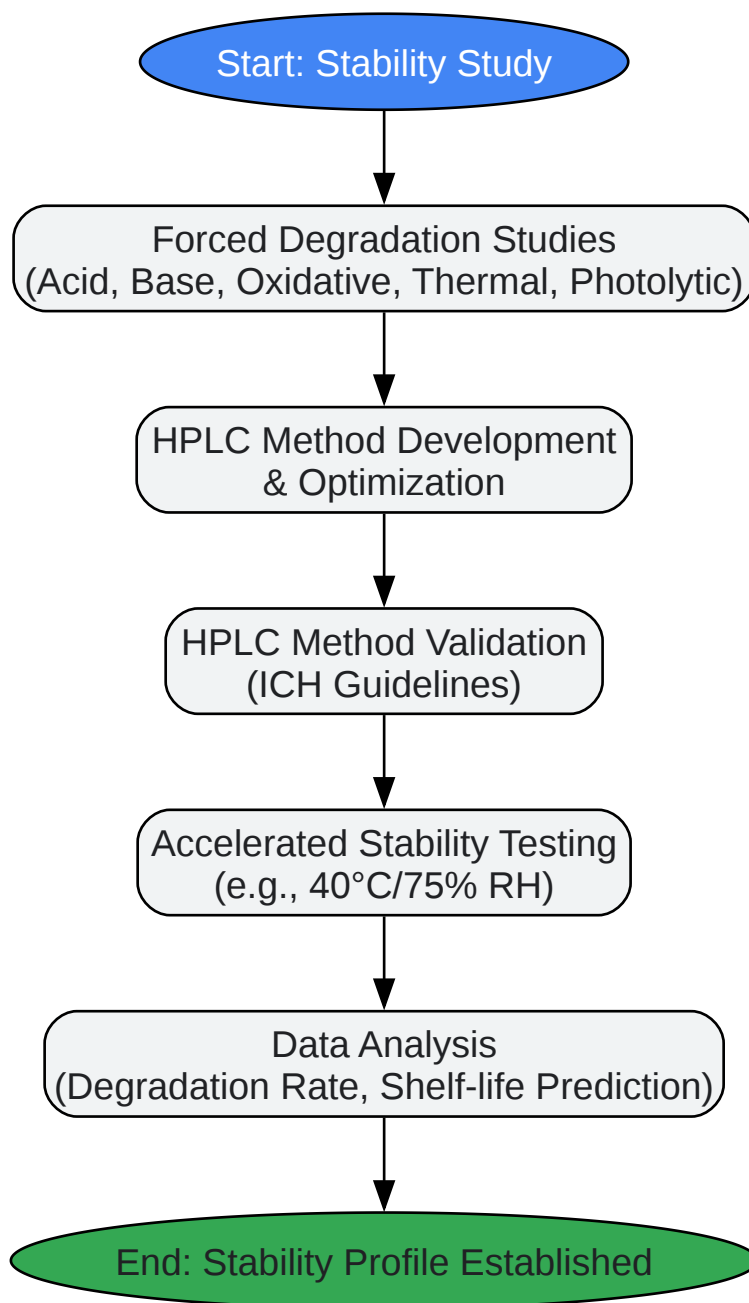 Start: Stability Study
Forced Degradation Studies
(Acid, Base, Oxidative, Thermal, Photolytic)
HPLC Method Development
& Optimization
HPLC Method Validation
(ICH Guidelines)
Accelerated Stability Testing
(e.g., 40°C/75% RH)
Data Analysis
(Degradation Rate, Shelf-life Prediction)
End: Stability Profile Established